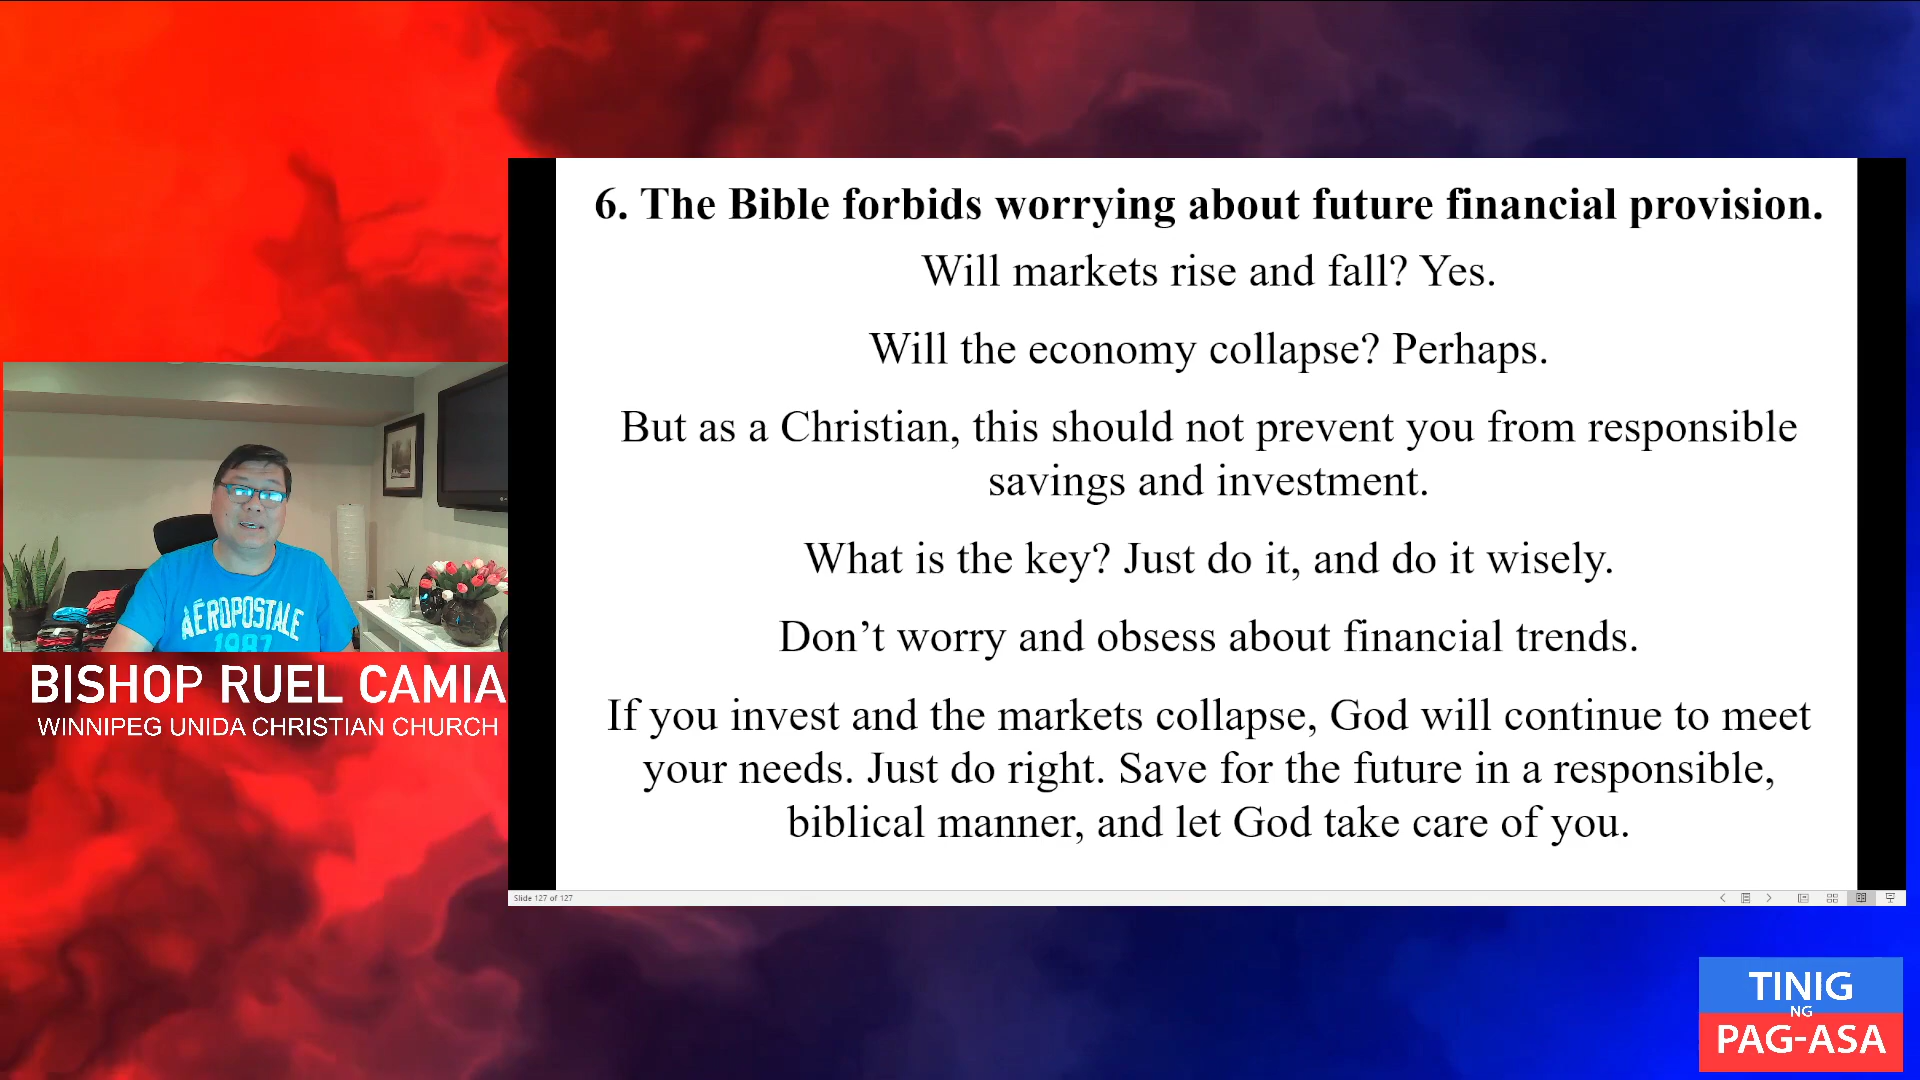 6. The Bible forbids worrying about future financial provision.
Will markets rise and fall? Yes.
Will the economy collapse? Perhaps.
But as a Christian, this should not prevent you from responsible
savings and investment.
What is the key? Just do it, and do it wisely.
Don’t worry and obsess about financial trends.
If you invest and the markets collapse, God will continue to meet
your needs. Just do right. Save for the future in a responsible,
biblical manner, and let God take care of you.
Slide 127 of 127
AÉROPOSTALE
1987
BISHOP RUEL CAMIA
WINNIPEG UNIDA CHRISTIAN CHURCH
TINIG
NG
PAG-ASA